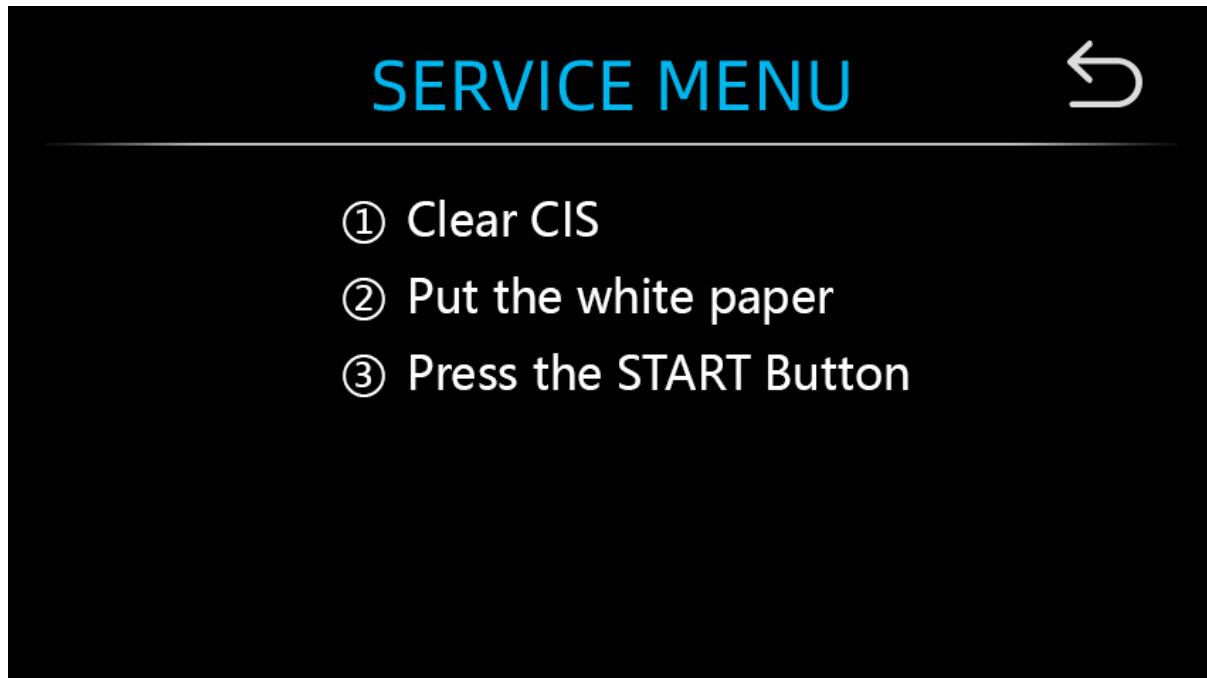 SERVICE MENU
① Clear CIS
② Put the white paper
③ Press the START Button